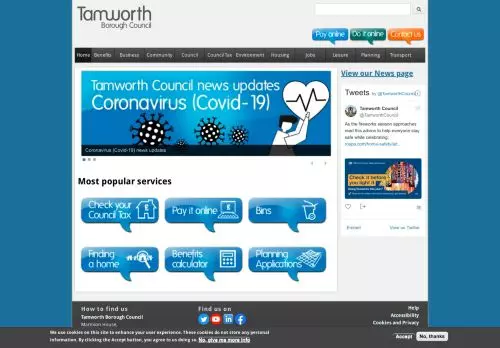 Tamworth
Borough Council
Pay online
Do it online
Contact us
Home Benefits Business Community Council Council Tax Environment Housing Jobs Leisure Planning Transport
Tamworth Council news updates
Coronavirus (Covid-19)
Coronavirus (Covid-19) news updates
View our News page
Tweets by @TamworthCouncil
Tamworth Council
@TamworthCouncil
As the fireworks season approaches
read this advice to help everyone stay
safe while celebrating:
Check it before
you light it
Embed
View on Twitter
Most popular services
Check your
Council Tax
Pay it online
Bins
Finding
a home
Benefits
calculator
Planning
Applications
How to find us
Tamworth Borough Council
Marmion House,
Find us on
Help
Accessibility
Cookies and Privacy
We use cookies on this site to enhance your user experience. These cookies do not store any personal
information. By clicking the Accept button, you agree to us doing so. No, give me more info
Accept
No, thanks